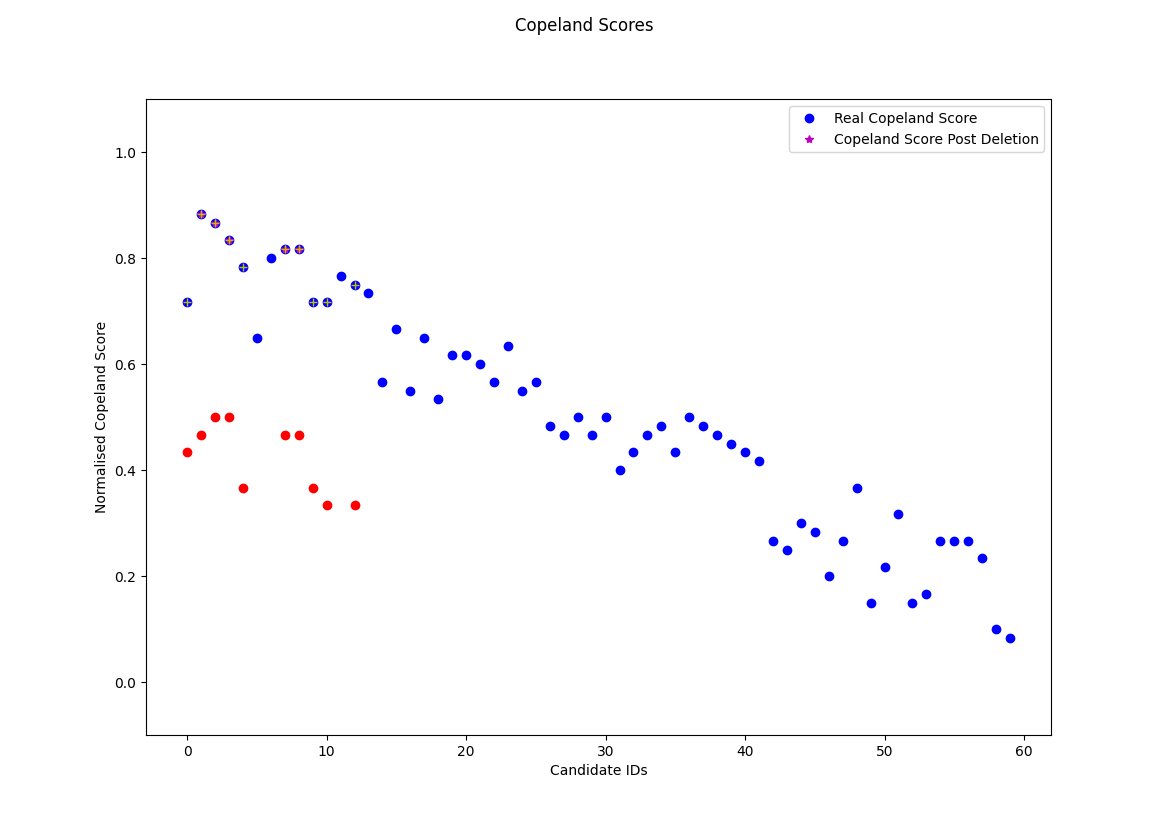 Copeland Scores
Real Copeland Score
Copeland Score Post Deletion
Normalised Copeland Score
1.0
0.8
0.6
0.4
0.2
0.0
0 10 20 30 40 50 60
Candidate IDs